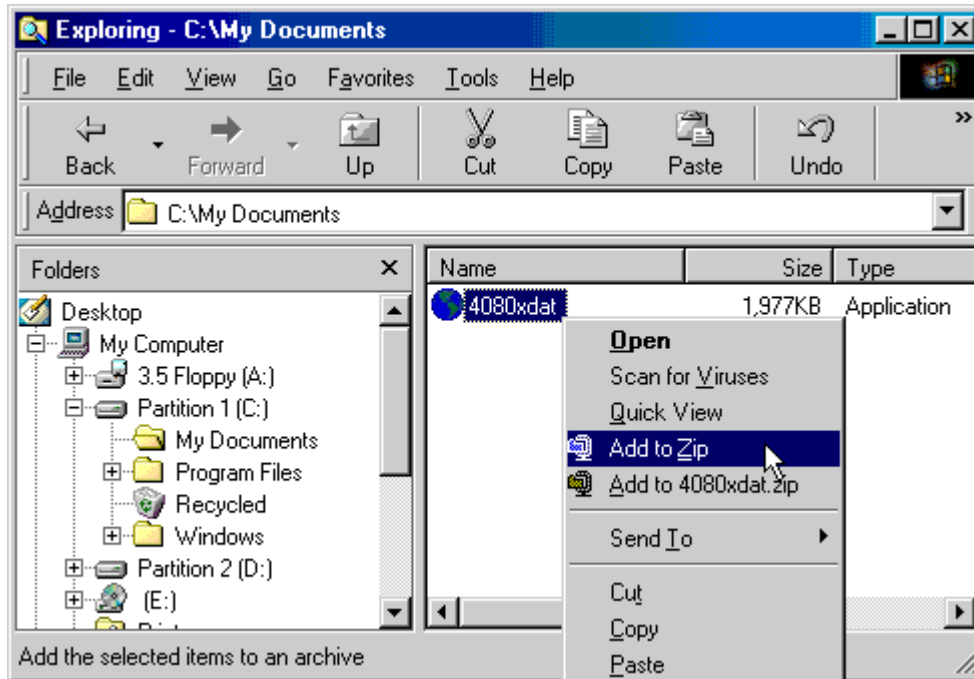 Exploring - C:\My Documents
File Edit View Go Favorites Tools Help
Back Forward Up Cut Copy Paste Undo »
Address C:\My Documents
Folders
Desktop
My Computer
3.5 Floppy (A:)
Partition 1 (C:)
My Documents
Program Files
Recycled
Windows
Partition 2 (D:)
(E:)
Name Size Type
4080xdat 1,977KB Application
Open
Scan for Viruses
Quick View
Add to Zip
Add to 4080xdat.zip
Send To
Cut
Copy
Paste
Add the selected items to an archive